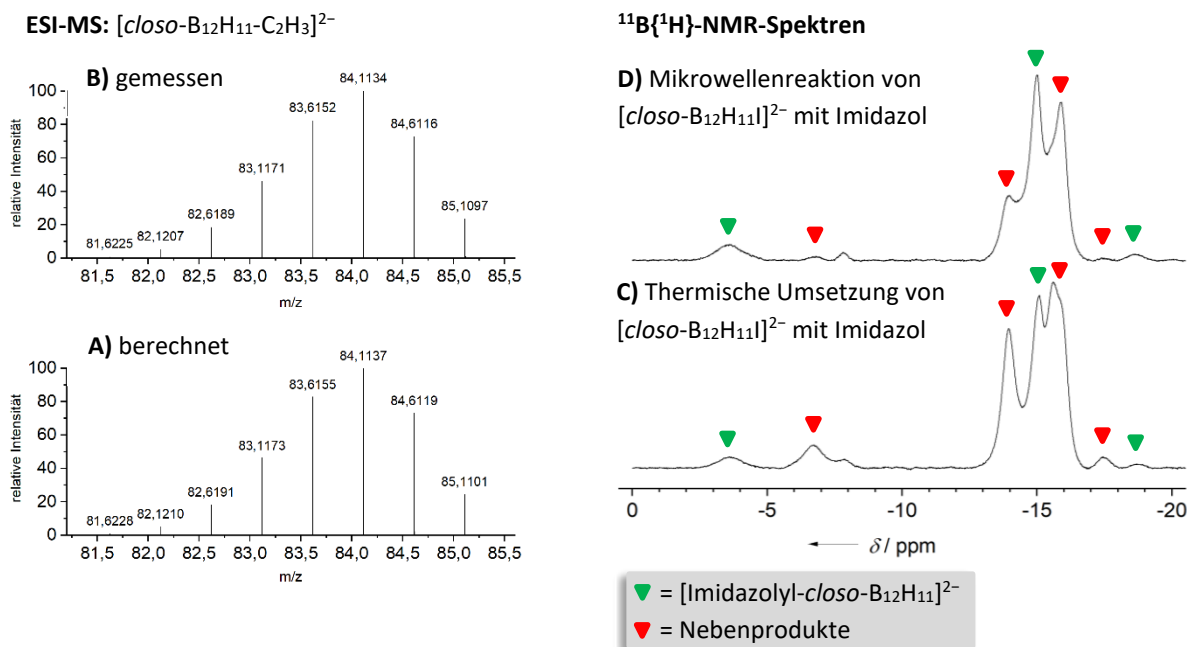 ESI-MS: [closo-B₁₂H₁₁-C₂H₃]²⁻
B) gemessen
relative Intensität
100
80
60
40
20
0
81,6225
82,1207
82,6189
83,1171
83,6152
84,1134
84,6116
85,1097
81,5 82,0 82,5 83,0 83,5 84,0 84,5 85,0 85,5
m/z
A) berechnet
relative Intensität
100
80
60
40
20
0
81,6228
82,1210
82,6191
83,1173
83,6155
84,1137
84,6119
85,1101
81,5 82,0 82,5 83,0 83,5 84,0 84,5 85,0 85,5
m/z
¹¹B{¹H}-NMR-Spektren
D) Mikrowellenreaktion von
[closo-B₁₂H₁₁I]²⁻ mit Imidazol
C) Thermische Umsetzung von
[closo-B₁₂H₁₁I]²⁻ mit Imidazol
0 -5 -10 -15 -20
δ / ppm
= [Imidazolyl-closo-B₁₂H₁₁]²⁻
= Nebenprodukte